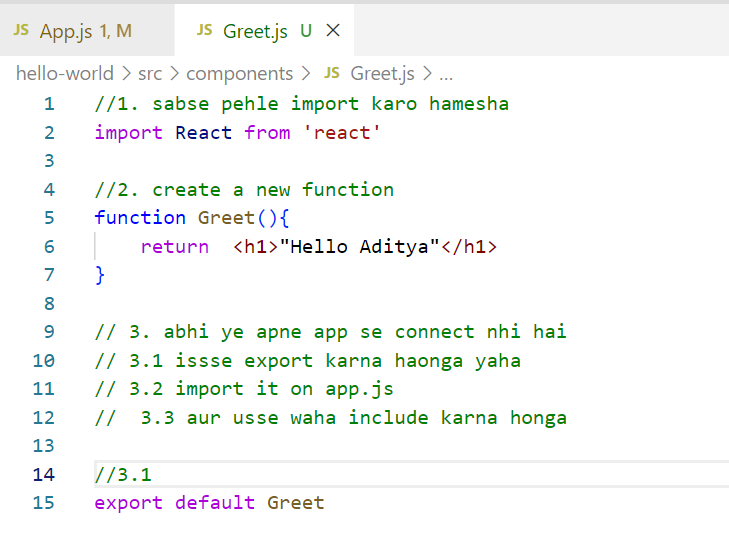 JS App.js 1, M JS Greet.js U ×
hello-world > src > components > JS Greet.js > ...
1 //1. sabse pehle import karo hamesha
2 import React from 'react'
3
4 //2. create a new function
5 function Greet(){
6     return  <h1>"Hello Aditya"</h1>
7 }
8
9 // 3. abhi ye apne app se connect nhi hai
10 // 3.1 issse export karna haonga yaha
11 // 3.2 import it on app.js
12 //  3.3 aur usse waha include karna honga
13
14 //3.1
15 export default Greet